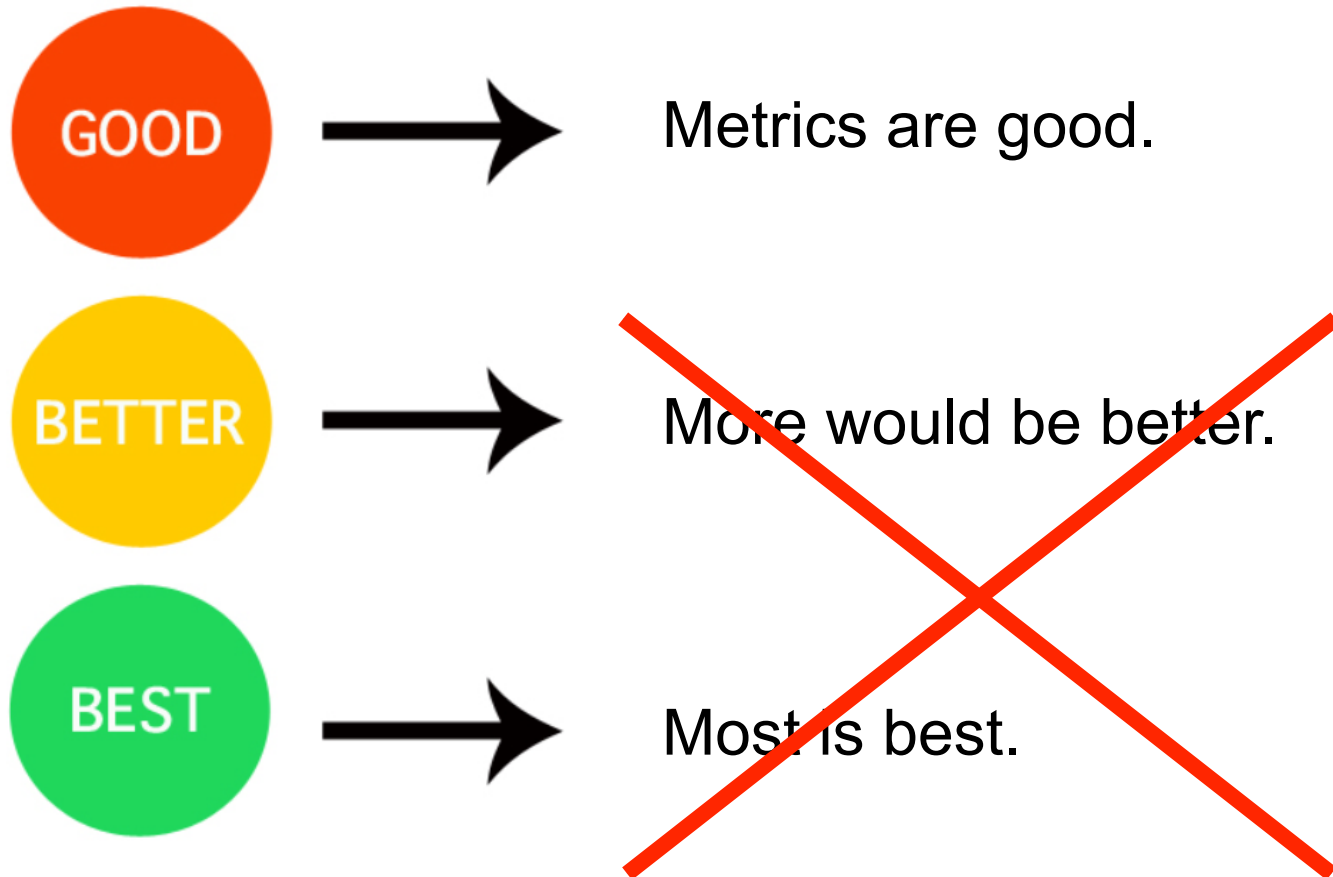 GOOD
Metrics are good.
BETTER
More would be better.
BEST
Most is best.